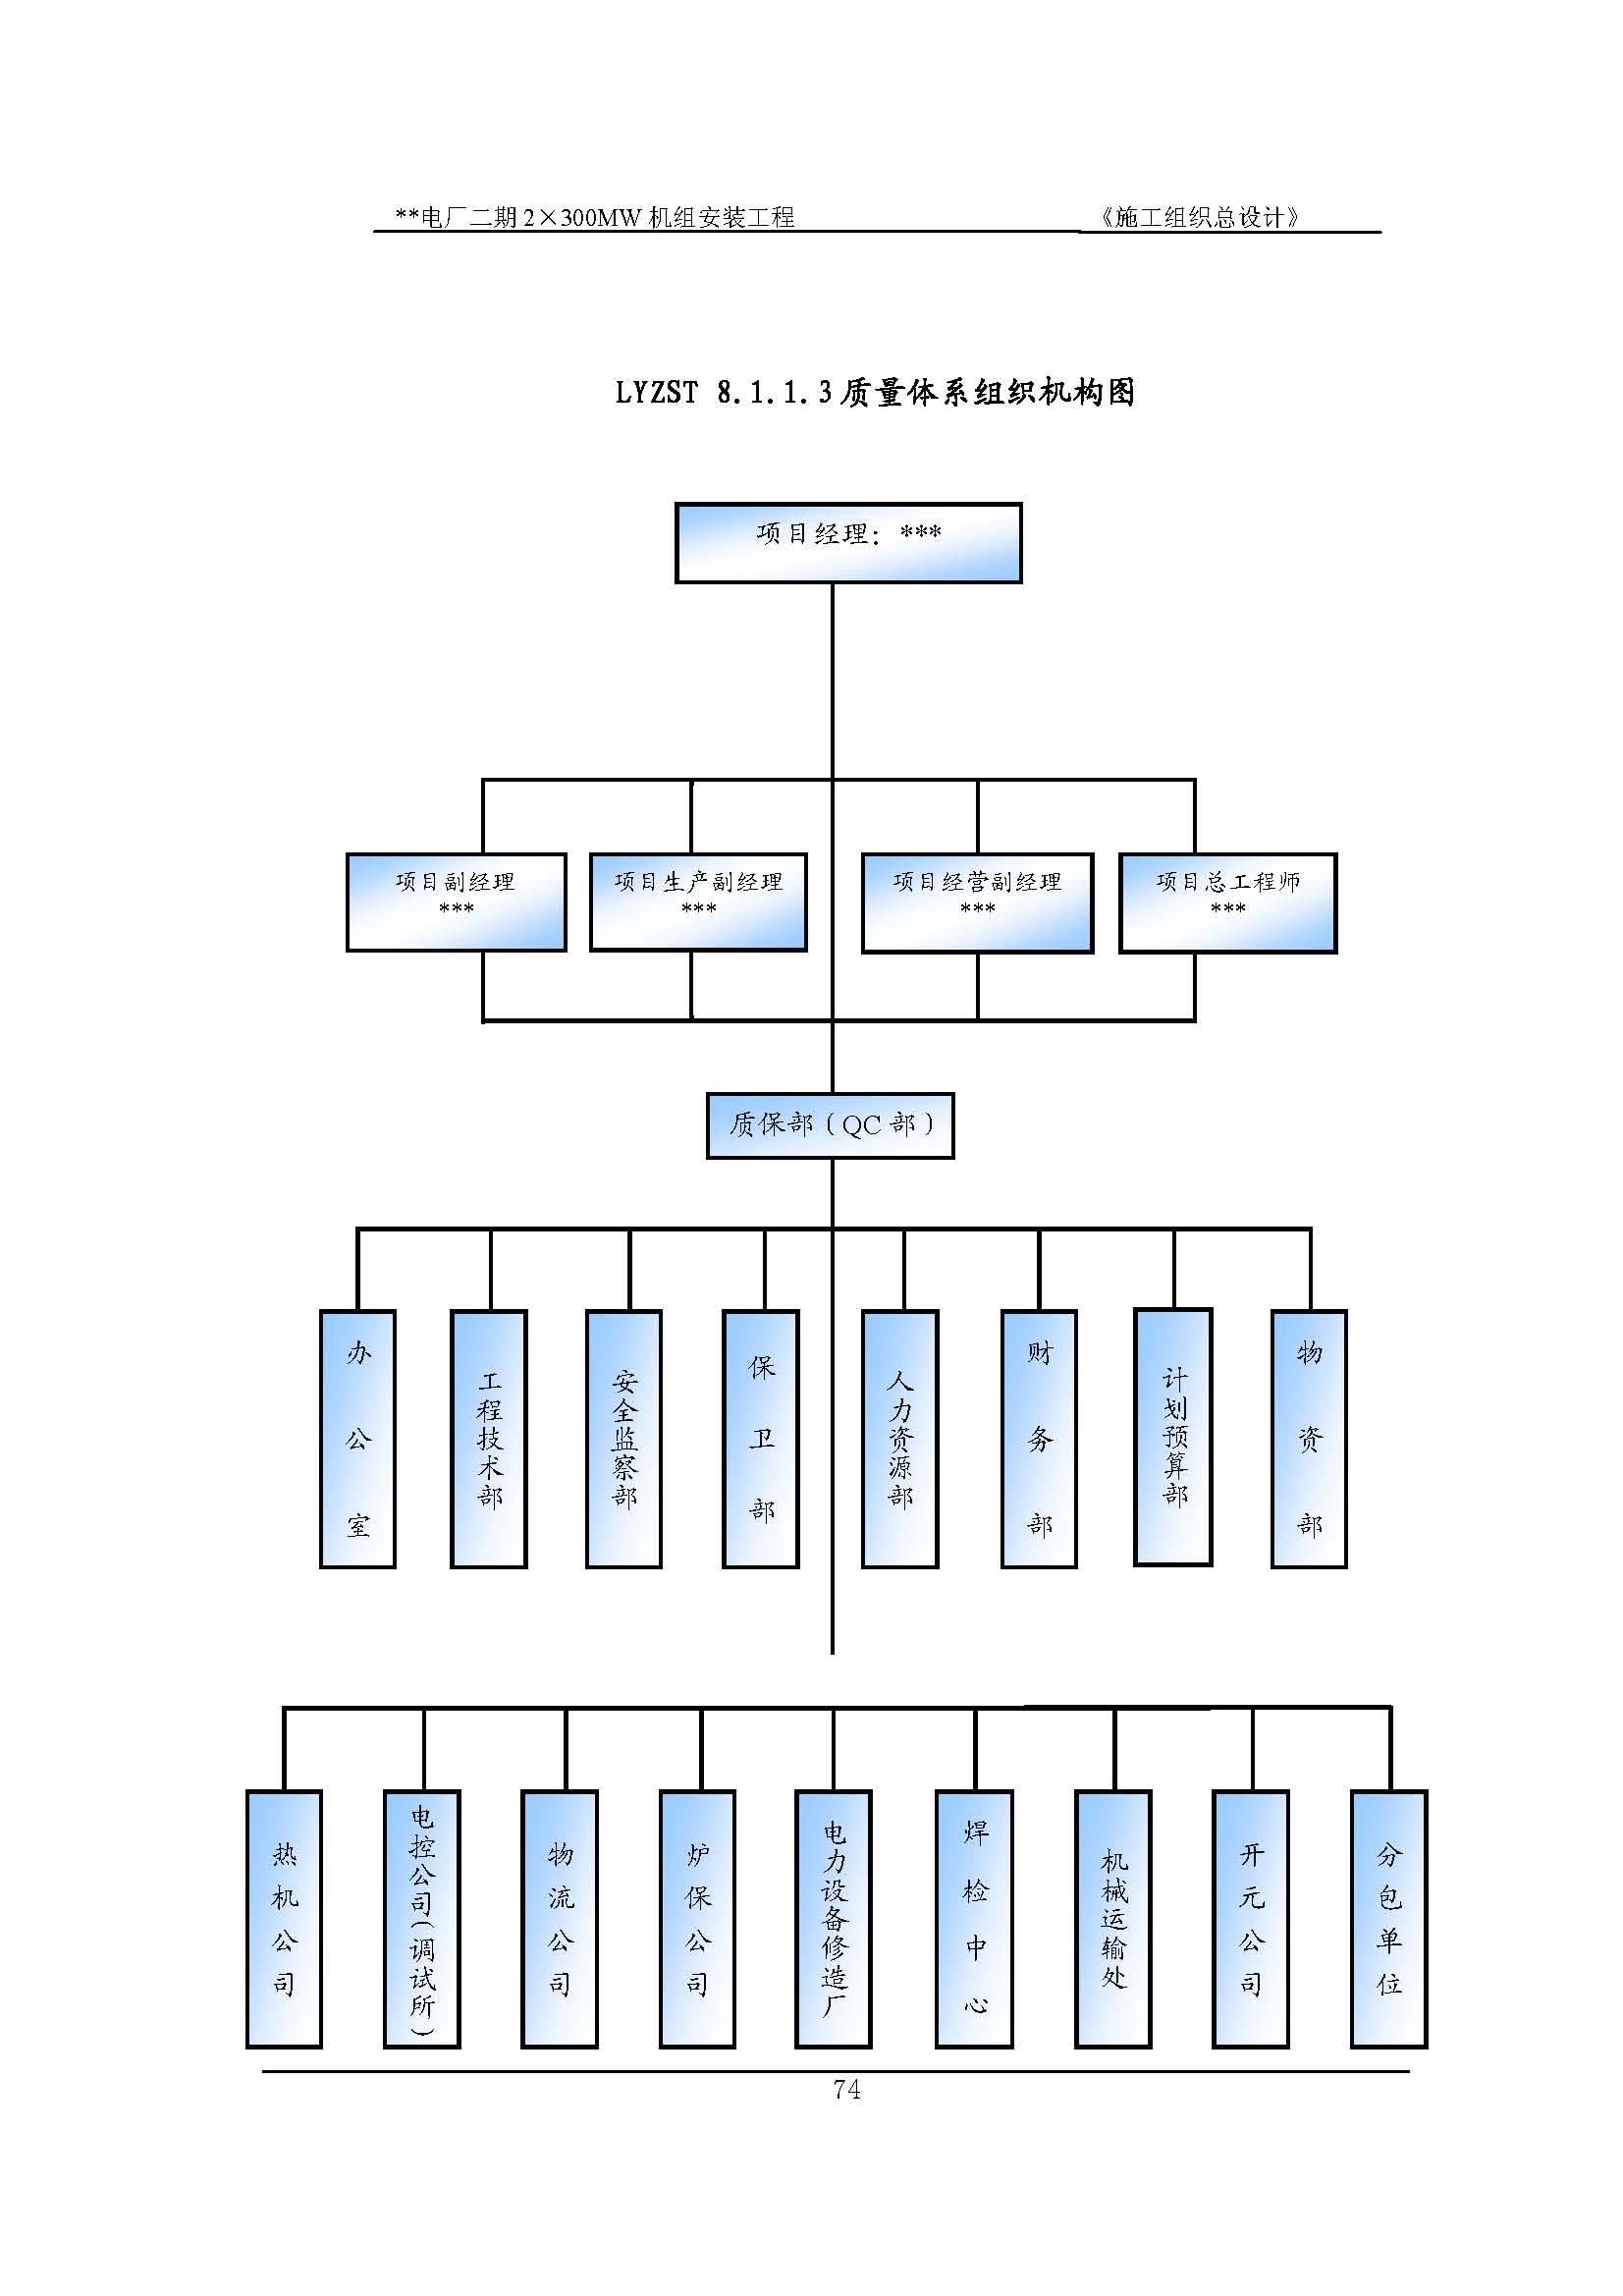 **电厂二期 2×300MW 机组安装工程 《施工组织总设计》
LYZST 8.1.1.3 质量体系组织机构图
项目经理：***
项目副经理
***
项目生产副经理
***
项目经营副经理
***
项目总工程师
***
质保部（QC 部）
办公室
工程技术部
安全监察部
保卫部
人力资源部
财务部
计划预算部
物资部
热机公司
电控公司（调试所）
物流公司
炉保公司
电力设备修造厂
焊检中心
机械运输处
开元公司
分包单位
74